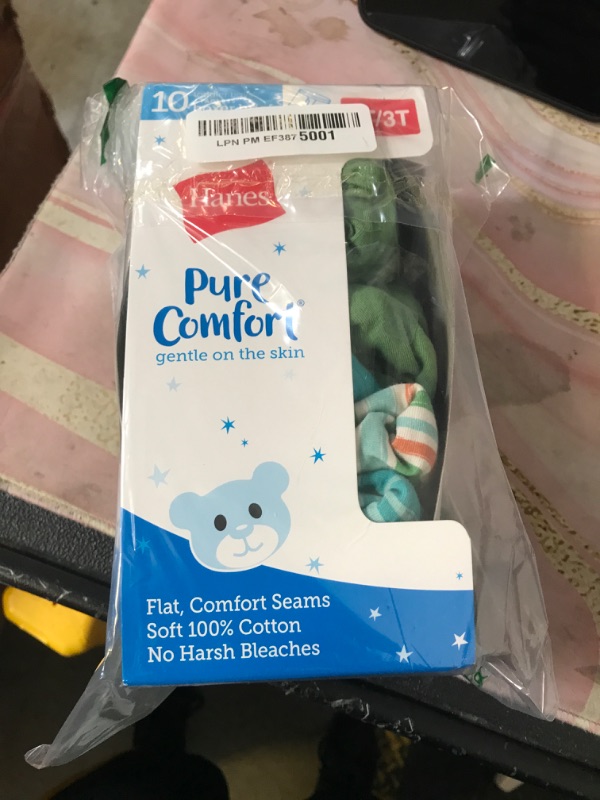 10
/3T
LPN PM EF387 5001
Hanes
Pure
Comfort®
gentle on the skin
Flat, Comfort Seams
Soft 100% Cotton
No Harsh Bleaches